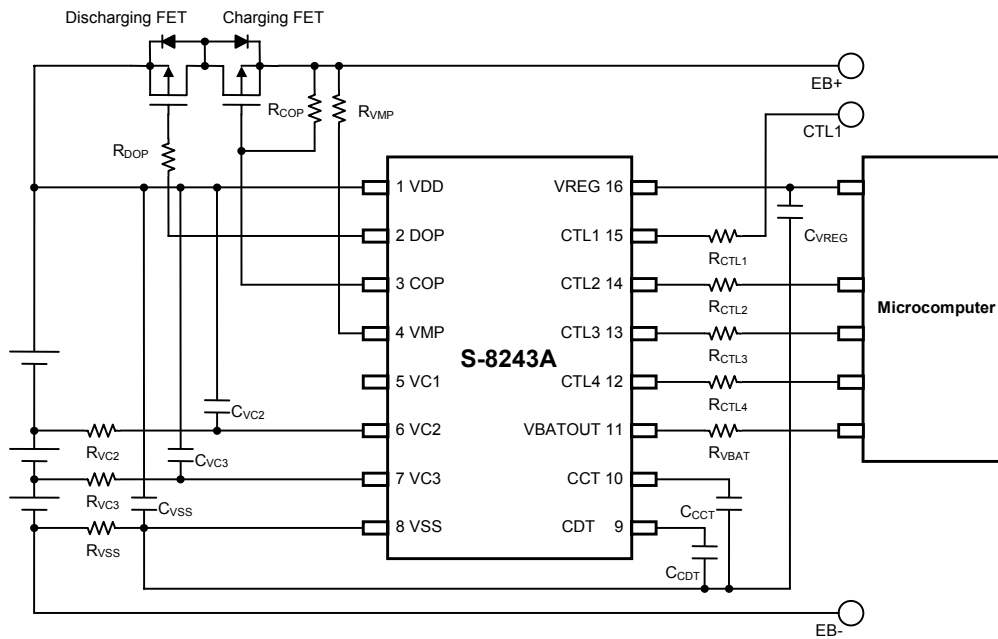 Discharging FET
Charging FET
EB+
RCOP
RVMP
CTL1
RDOP
1 VDD
VREG 16
2 DOP
CTL1 15
RCTL1
CVREG
3 COP
CTL2 14
RCTL2
Microcomputer
4 VMP
CTL3 13
RCTL3
S-8243A
5 VC1
CTL4 12
RCTL4
CVC2
6 VC2
VBATOUT 11
RVBAT
RVC2
CVC3
7 VC3
CCT 10
RVC3
CVSS
CCCT
8 VSS
CDT 9
RVSS
CCDT
EB-